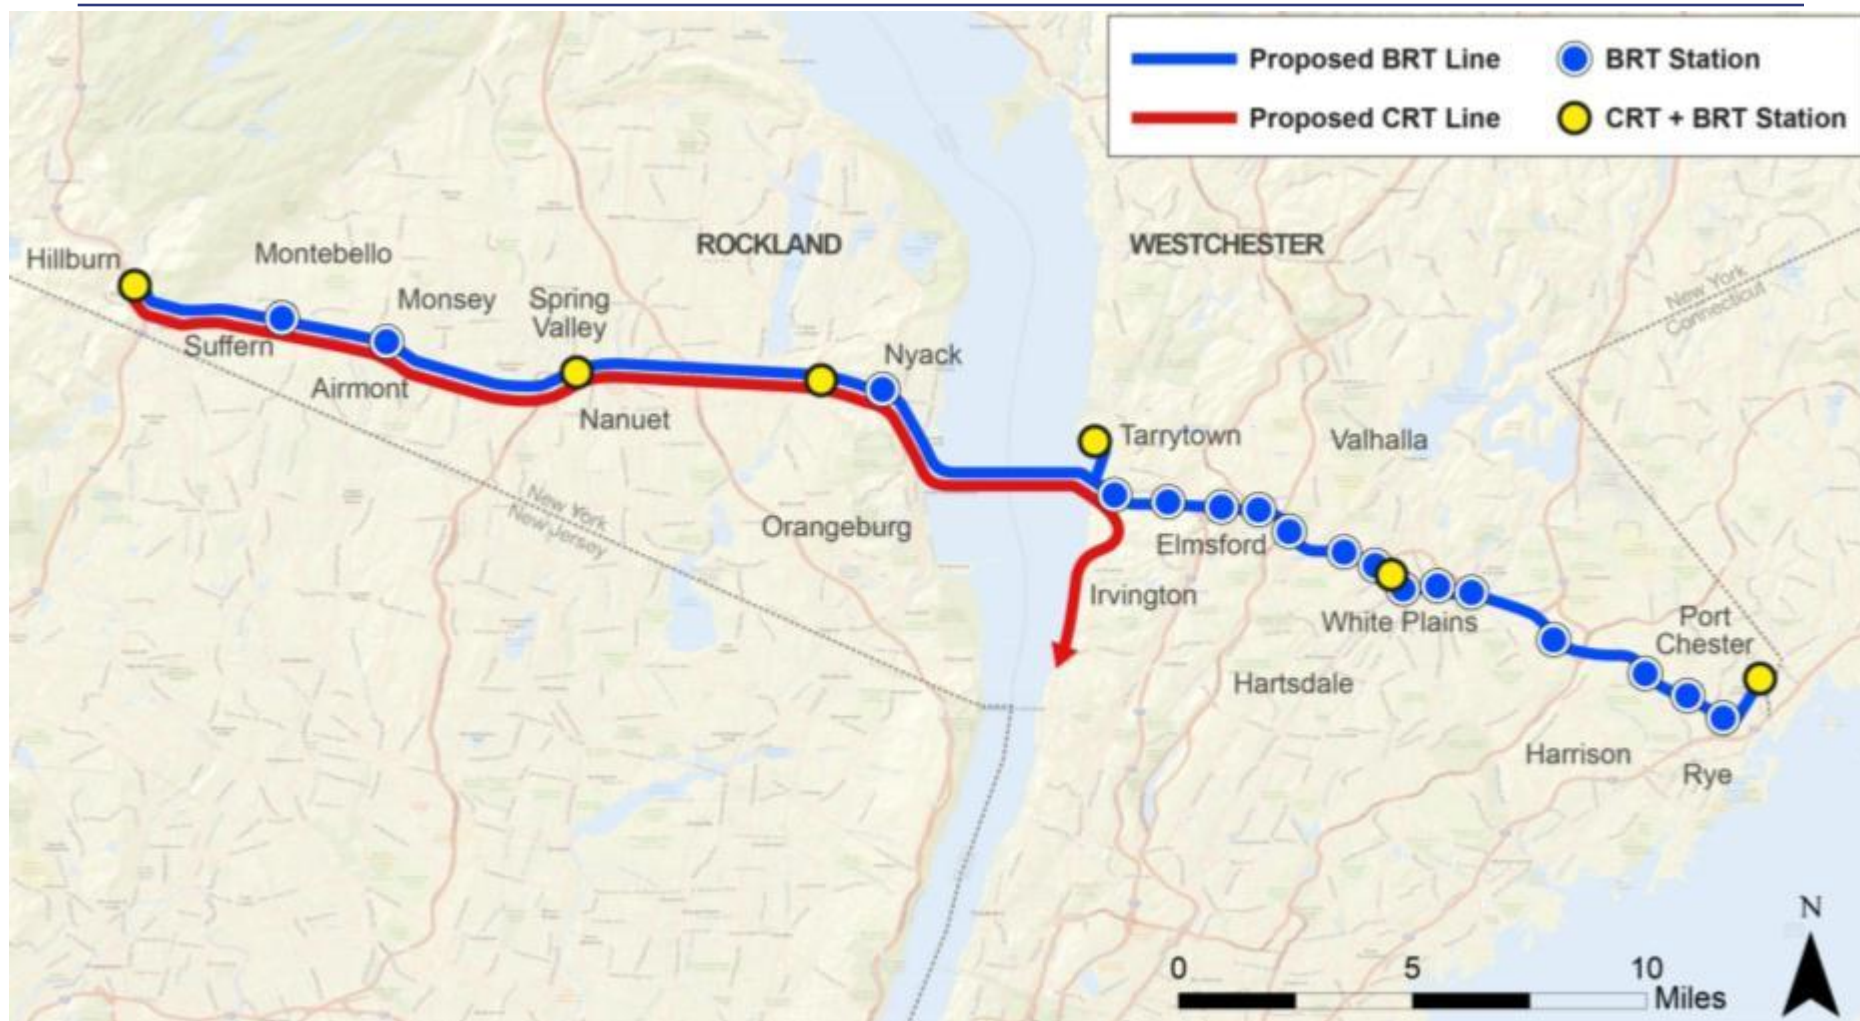 Proposed BRT Line
BRT Station
Proposed CRT Line
CRT + BRT Station
Hillburn
Montebello
ROCKLAND
WESTCHESTER
New York
Connecticut
Monsey
Spring
Valley
Suffern
Airmont
Nanuet
Nyack
Tarrytown
Valhalla
New York
New Jersey
Orangeburg
Elmsford
Irvington
White Plains
Port
Chester
Hartsdale
Harrison
Rye
N
0 5 10
Miles